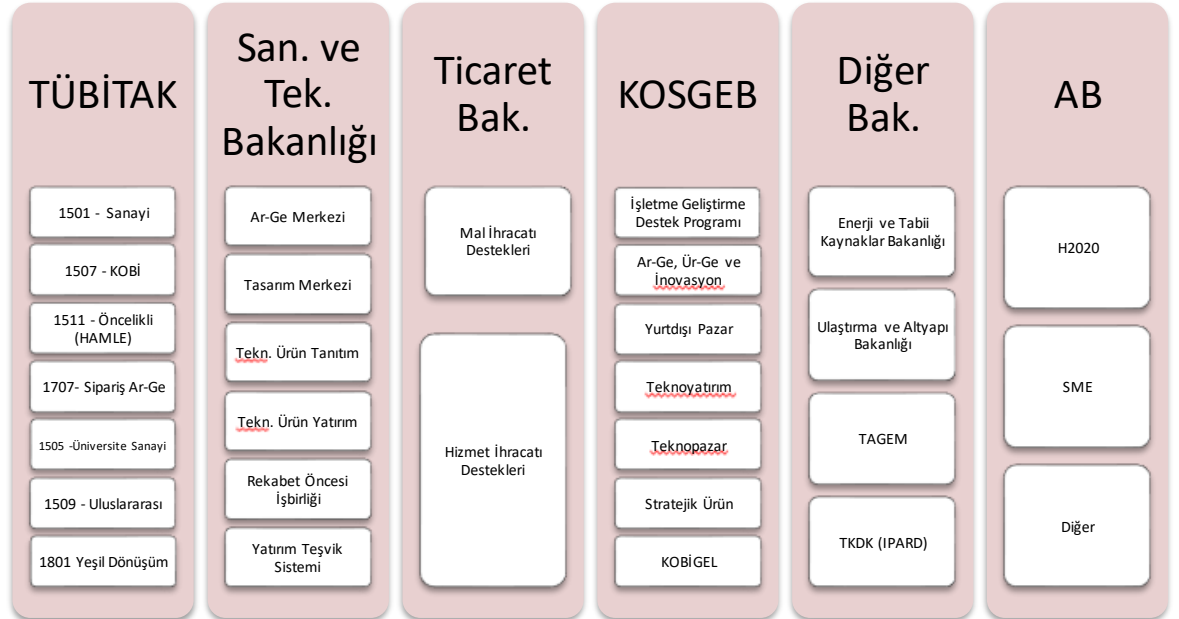 TÜBİTAK
1501 - Sanayi
1507 - KOBİ
1511 - Öncelikli
(HAMLE)
1707- Sipariş Ar-Ge
1505 -Üniversite Sanayi
1509 - Uluslararası
1801 Yeşil Dönüşüm
San. ve
Tek.
Bakanlığı
Ar-Ge Merkezi
Tasarım Merkezi
Tekn. Ürün Tanıtım
Tekn. Ürün Yatırım
Rekabet Öncesi
İşbirliği
Yatırım Teşvik
Sistemi
Ticaret
Bak.
Mal İhracatı
Destekleri
Hizmet İhracatı
Destekleri
KOSGEB
İşletme Geliştirme
Destek Programı
Ar-Ge, Ür-Ge ve
İnovasyon
Yurtdışı Pazar
Teknoyatırım
Teknopazar
Stratejik Ürün
KOBİGEL
Diğer
Bak.
Enerji ve Tabii
Kaynaklar Bakanlığı
Ulaştırma ve Altyapı
Bakanlığı
TAGEM
TKDK (IPARD)
AB
H2020
SME
Diğer